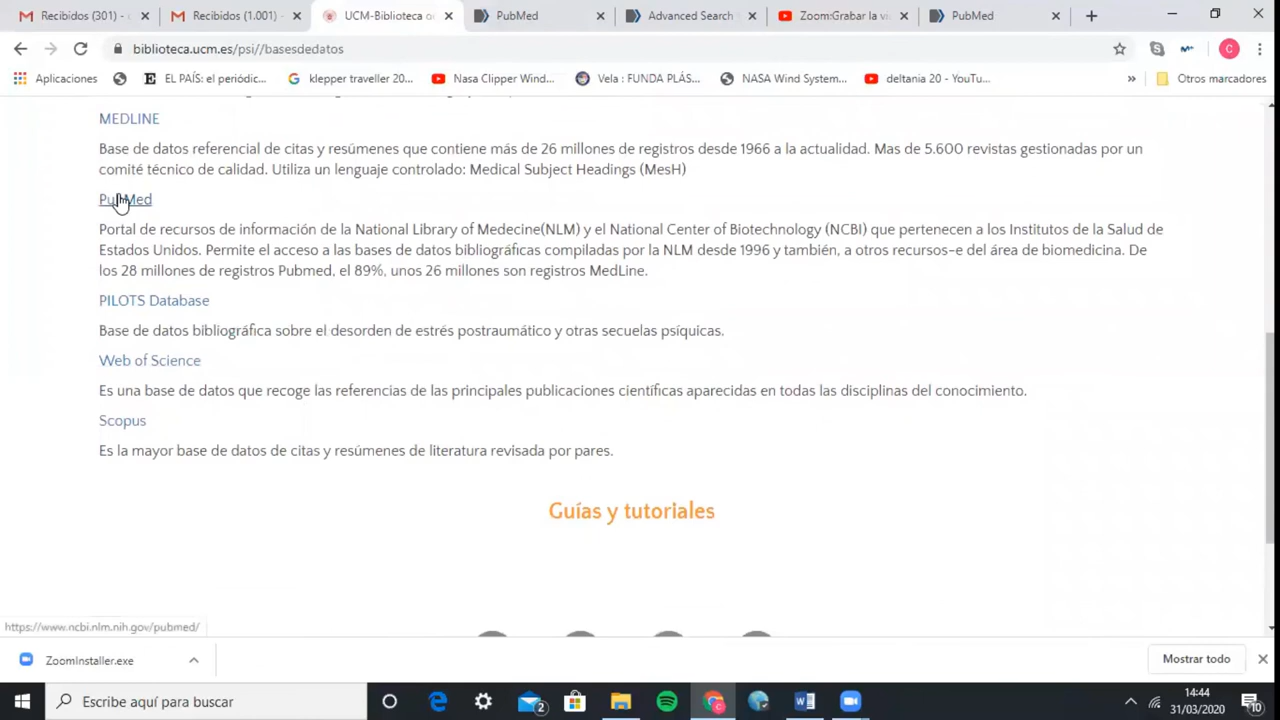 Recibidos (301) -
Recibidos (1.001) -
UCM-Biblioteca
PubMed
Advanced Search
Zoom:Grabar la vi
PubMed
biblioteca.ucm.es/psi//basesdedatos
C
Aplicaciones
EL PAÍS: el periódic...
klepper traveller 20...
Nasa Clipper Wind...
Vela : FUNDA PLÁS...
NASA Wind System...
deltania 20 - YouTu...
Otros marcadores
MEDLINE
Base de datos referencial de citas y resúmenes que contiene más de 26 millones de registros desde 1966 a la actualidad. Mas de 5.600 revistas gestionadas por un
comité técnico de calidad. Utiliza un lenguaje controlado: Medical Subject Headings (MesH)
PubMed
Portal de recursos de información de la National Library of Medecine(NLM) y el National Center of Biotechnology (NCBI) que pertenecen a los Institutos de la Salud de
Estados Unidos. Permite el acceso a las bases de datos bibliográficas compiladas por la NLM desde 1996 y también, a otros recursos-e del área de biomedicina. De
los 28 millones de registros Pubmed, el 89%, unos 26 millones son registros MedLine.
PILOTS Database
Base de datos bibliográfica sobre el desorden de estrés postraumático y otras secuelas psíquicas.
Web of Science
Es una base de datos que recoge las referencias de las principales publicaciones científicas aparecidas en todas las disciplinas del conocimiento.
Scopus
Es la mayor base de datos de citas y resúmenes de literatura revisada por pares.
Guías y tutoriales
https://www.ncbi.nlm.nih.gov/pubmed/
ZoomInstaller.exe
Mostrar todo
Escribe aquí para buscar
2
14:44
31/03/2020
10